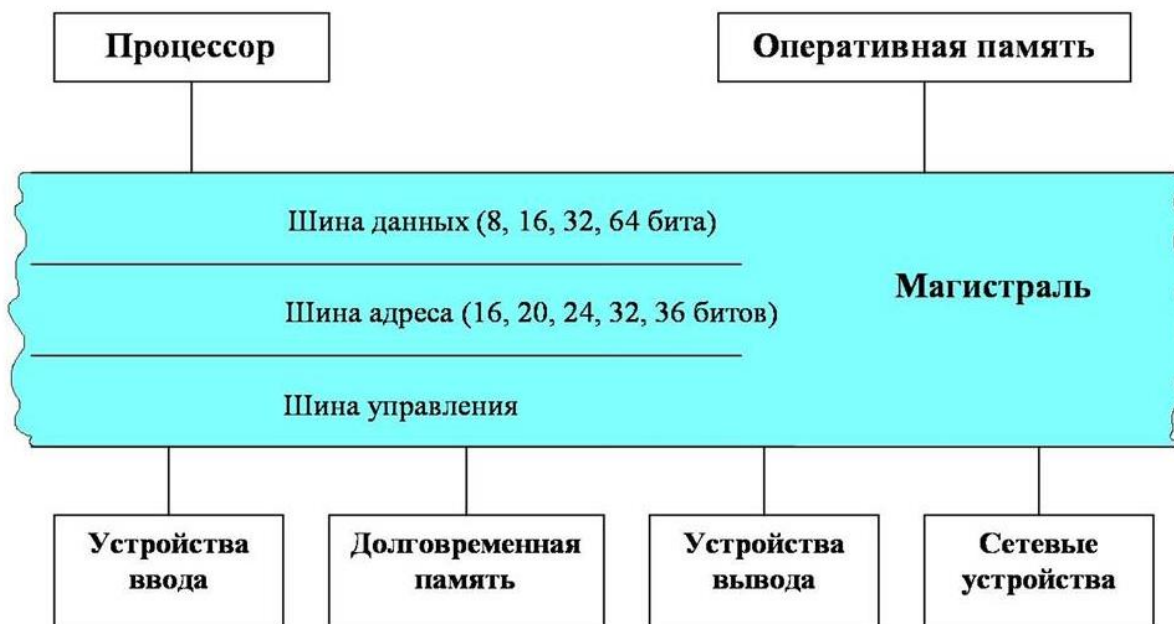 Процессор
Оперативная память
Шина данных (8, 16, 32, 64 бита)
Шина адреса (16, 20, 24, 32, 36 битов)
Магистраль
Шина управления
Устройства
ввода
Долговременная
память
Устройства
вывода
Сетевые
устройства